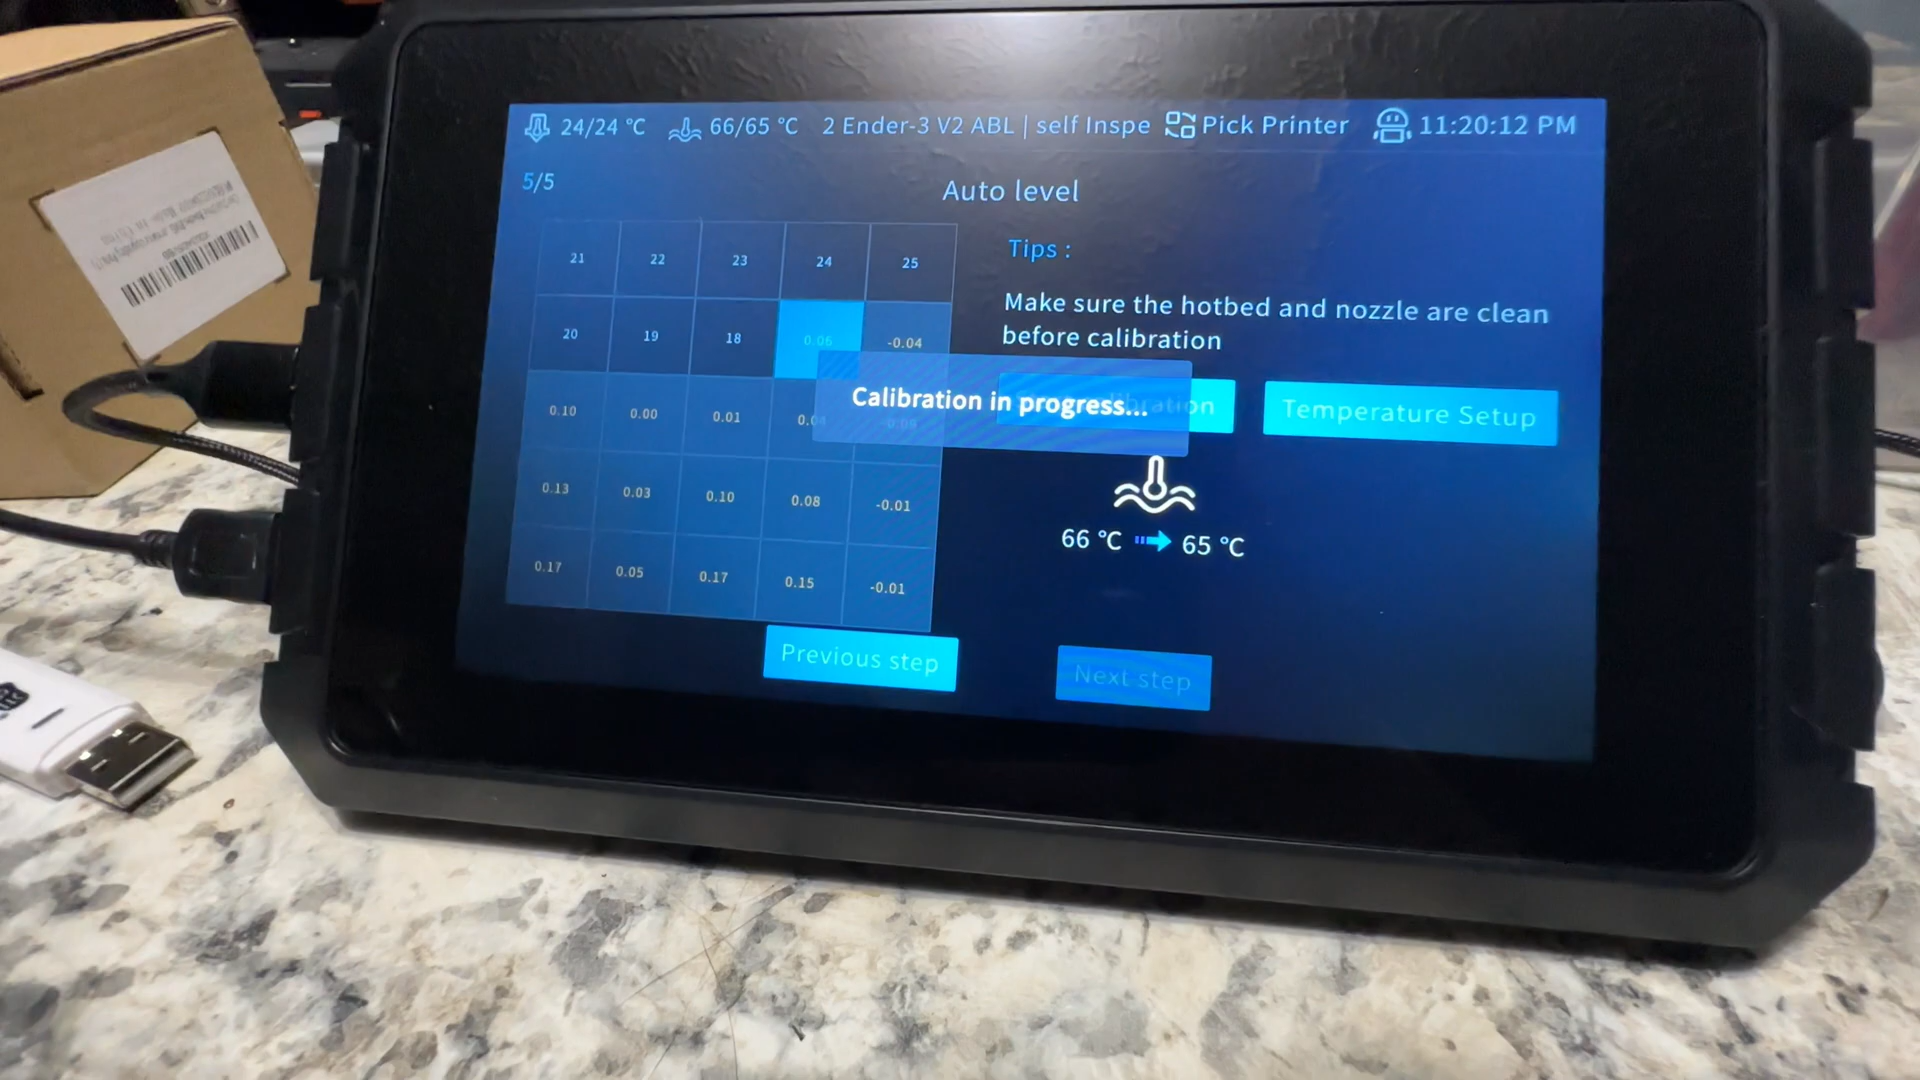 24/24 °C 66/65 °C 2 Ender-3 V2 ABL | self Inspe Pick Printer 11:20:12 PM
5/5
Auto level
21 22 23 24 25
20 19 18 0.06 -0.04
0.10 0.00 0.01
0.13 0.03 0.10 0.08 -0.01
0.17 0.05 0.17 0.15 -0.01
Tips :
Make sure the hotbed and nozzle are clean
before calibration
Calibration in progress...
Temperature Setup
66 °C 65 °C
Previous step
Next step